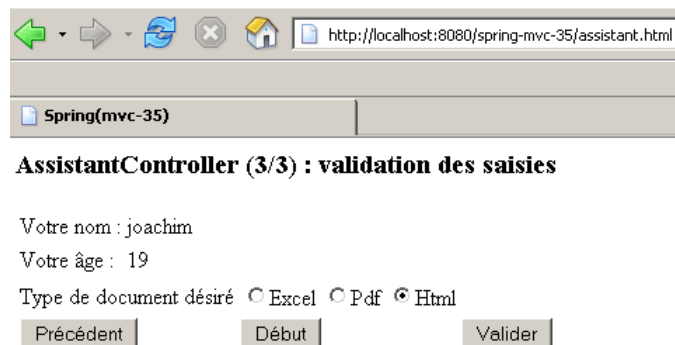 http://localhost:8080/spring-mvc-35/assistant.html
Spring(mvc-35)
AssistantController (3/3) : validation des saisies
Votre nom : joachim
Votre âge : 19
Type de document désiré Excel Pdf Html
Précédent Début Valider